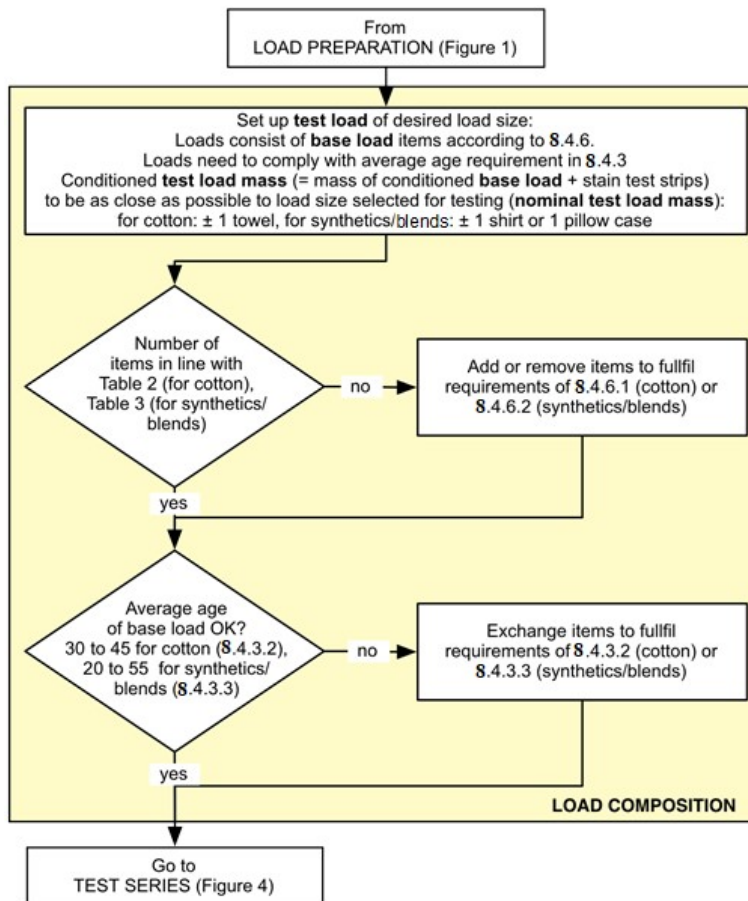 From
LOAD PREPARATION (Figure 1)
Set up test load of desired load size:
Loads consist of base load items according to 8.4.6.
Loads need to comply with average age requirement in 8.4.3
Conditioned test load mass (= mass of conditioned base load + stain test strips)
to be as close as possible to load size selected for testing (nominal test load mass):
for cotton: ± 1 towel, for synthetics/blends: ± 1 shirt or 1 pillow case
Number of
items in line with
Table 2 (for cotton),
Table 3 (for synthetics/
blends)
no
Add or remove items to fullfil
requirements of 8.4.6.1 (cotton) or
8.4.6.2 (synthetics/blends)
yes
Average age
of base load OK?
30 to 45 for cotton (8.4.3.2),
20 to 55 for synthetics/
blends (8.4.3.3)
no
Exchange items to fullfil
requirements of 8.4.3.2 (cotton) or
8.4.3.3 (synthetics/blends)
yes
LOAD COMPOSITION
Go to
TEST SERIES (Figure 4)